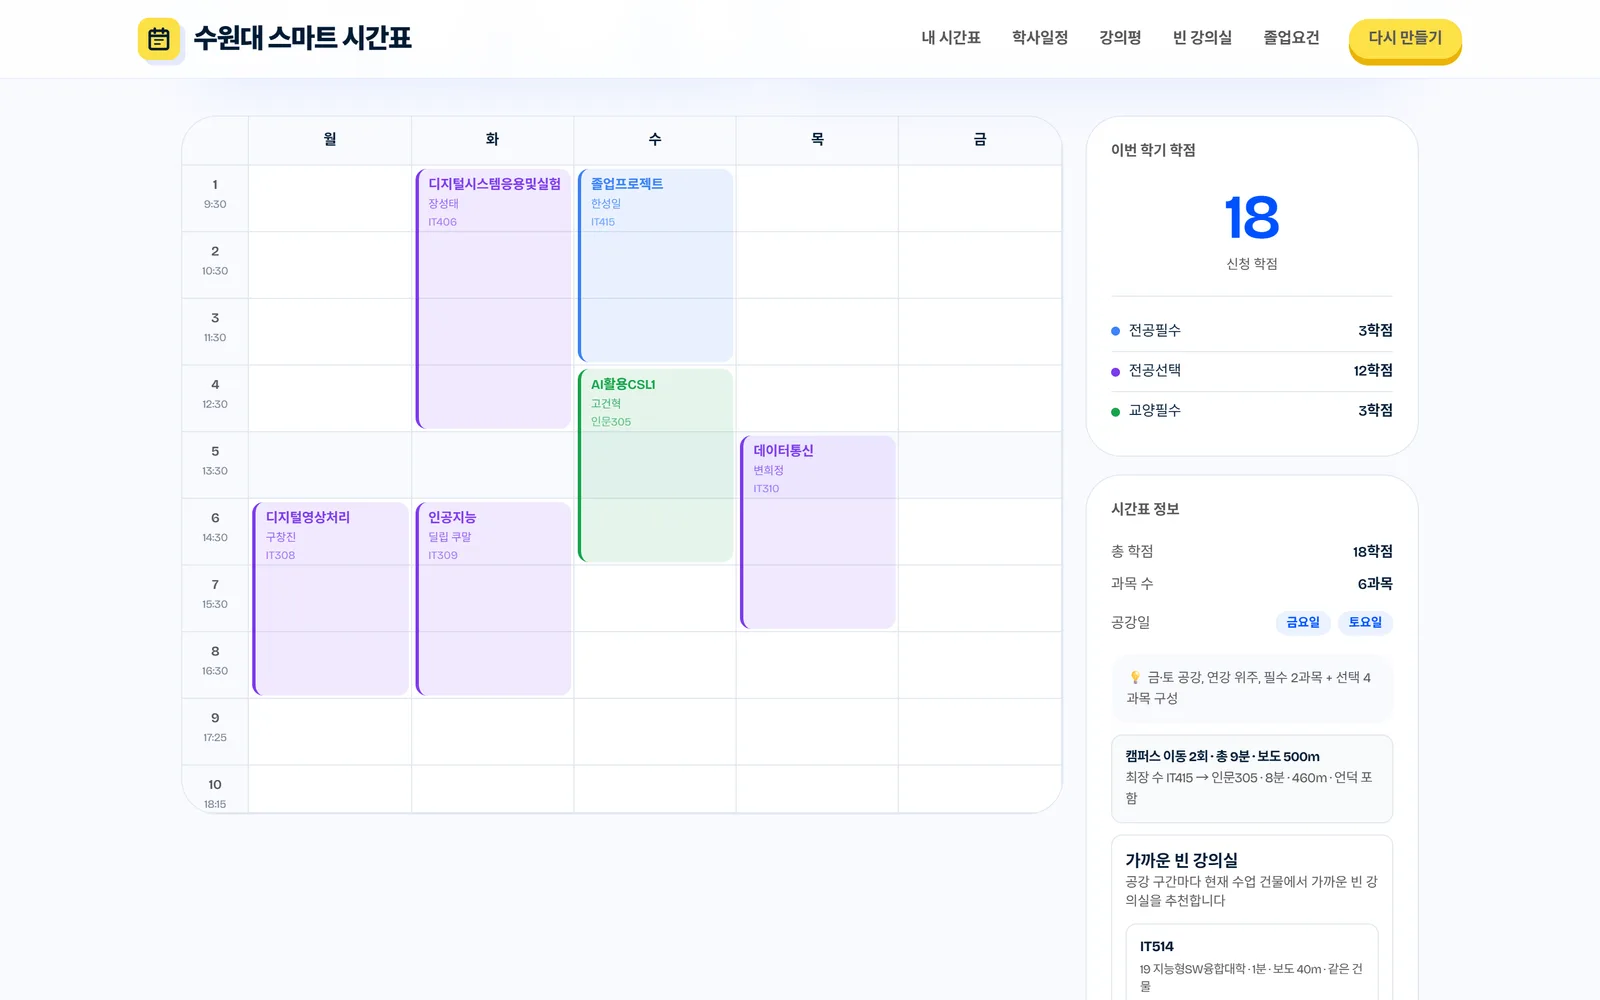 수원대 스마트 시간표
내 시간표
학사일정
강의평
빈 강의실
졸업요건
다시 만들기
월
화
수
목
금
1
9:30
2
10:30
3
11:30
4
12:30
5
13:30
6
14:30
7
15:30
8
16:30
9
17:25
10
18:15
디지털영상처리
구창진
IT308
디지털시스템응용및실험
장성태
IT406
인공지능
딜립 쿠말
IT309
졸업프로젝트
한성일
IT415
AI활용CSL1
고건혁
인문305
데이터통신
변희정
IT310
이번 학기 학점
18
신청 학점
전공필수 3학점
전공선택 12학점
교양필수 3학점
시간표 정보
총 학점 18학점
과목 수 6과목
공강일 금요일 토요일
💡 금·토 공강, 연강 위주, 필수 2과목 + 선택 4
과목 구성
캠퍼스 이동 2회 · 총 9분 · 보도 500m
최장 수 IT415 → 인문305 · 8분 · 460m · 언덕 포
함
가까운 빈 강의실
공강 구간마다 현재 수업 건물에서 가까운 빈 강
의실을 추천합니다
IT514
19 지능형SW융합대학 · 1분 · 보도 40m · 같은 건
물